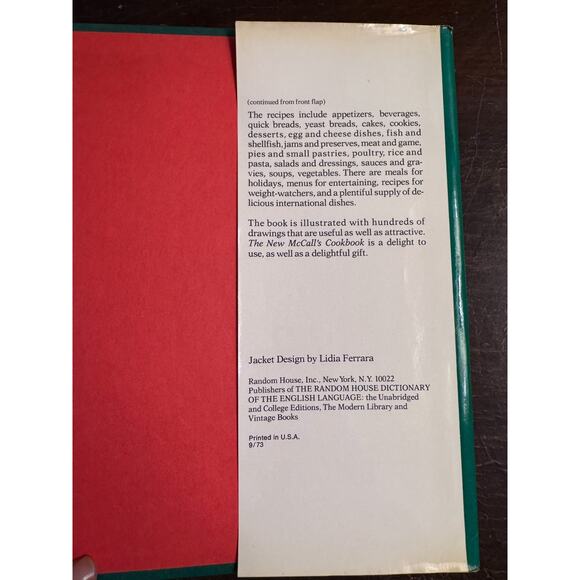 (continued from front flap)
The recipes include appetizers, beverages,
quick breads, yeast breads, cakes, cookies,
desserts, egg and cheese dishes, fish and
shellfish, jams and preserves, meat and game,
pies and small pastries, poultry, rice and
pasta, salads and dressings, sauces and gra-
vies, soups, vegetables. There are meals for
holidays, menus for entertaining, recipes for
weight-watchers, and a plentiful supply of de-
licious international dishes.
The book is illustrated with hundreds of
drawings that are useful as well as attractive.
The New McCall's Cookbook is a delight to
use, as well as a delightful gift.
Jacket Design by Lidia Ferrara
Random House, Inc., New York, N.Y. 10022
Publishers of THE RANDOM HOUSE DICTIONARY
OF THE ENGLISH LANGUAGE: the Unabridged
and College Editions, The Modern Library and
Vintage Books
Printed in U.S.A.
9/73